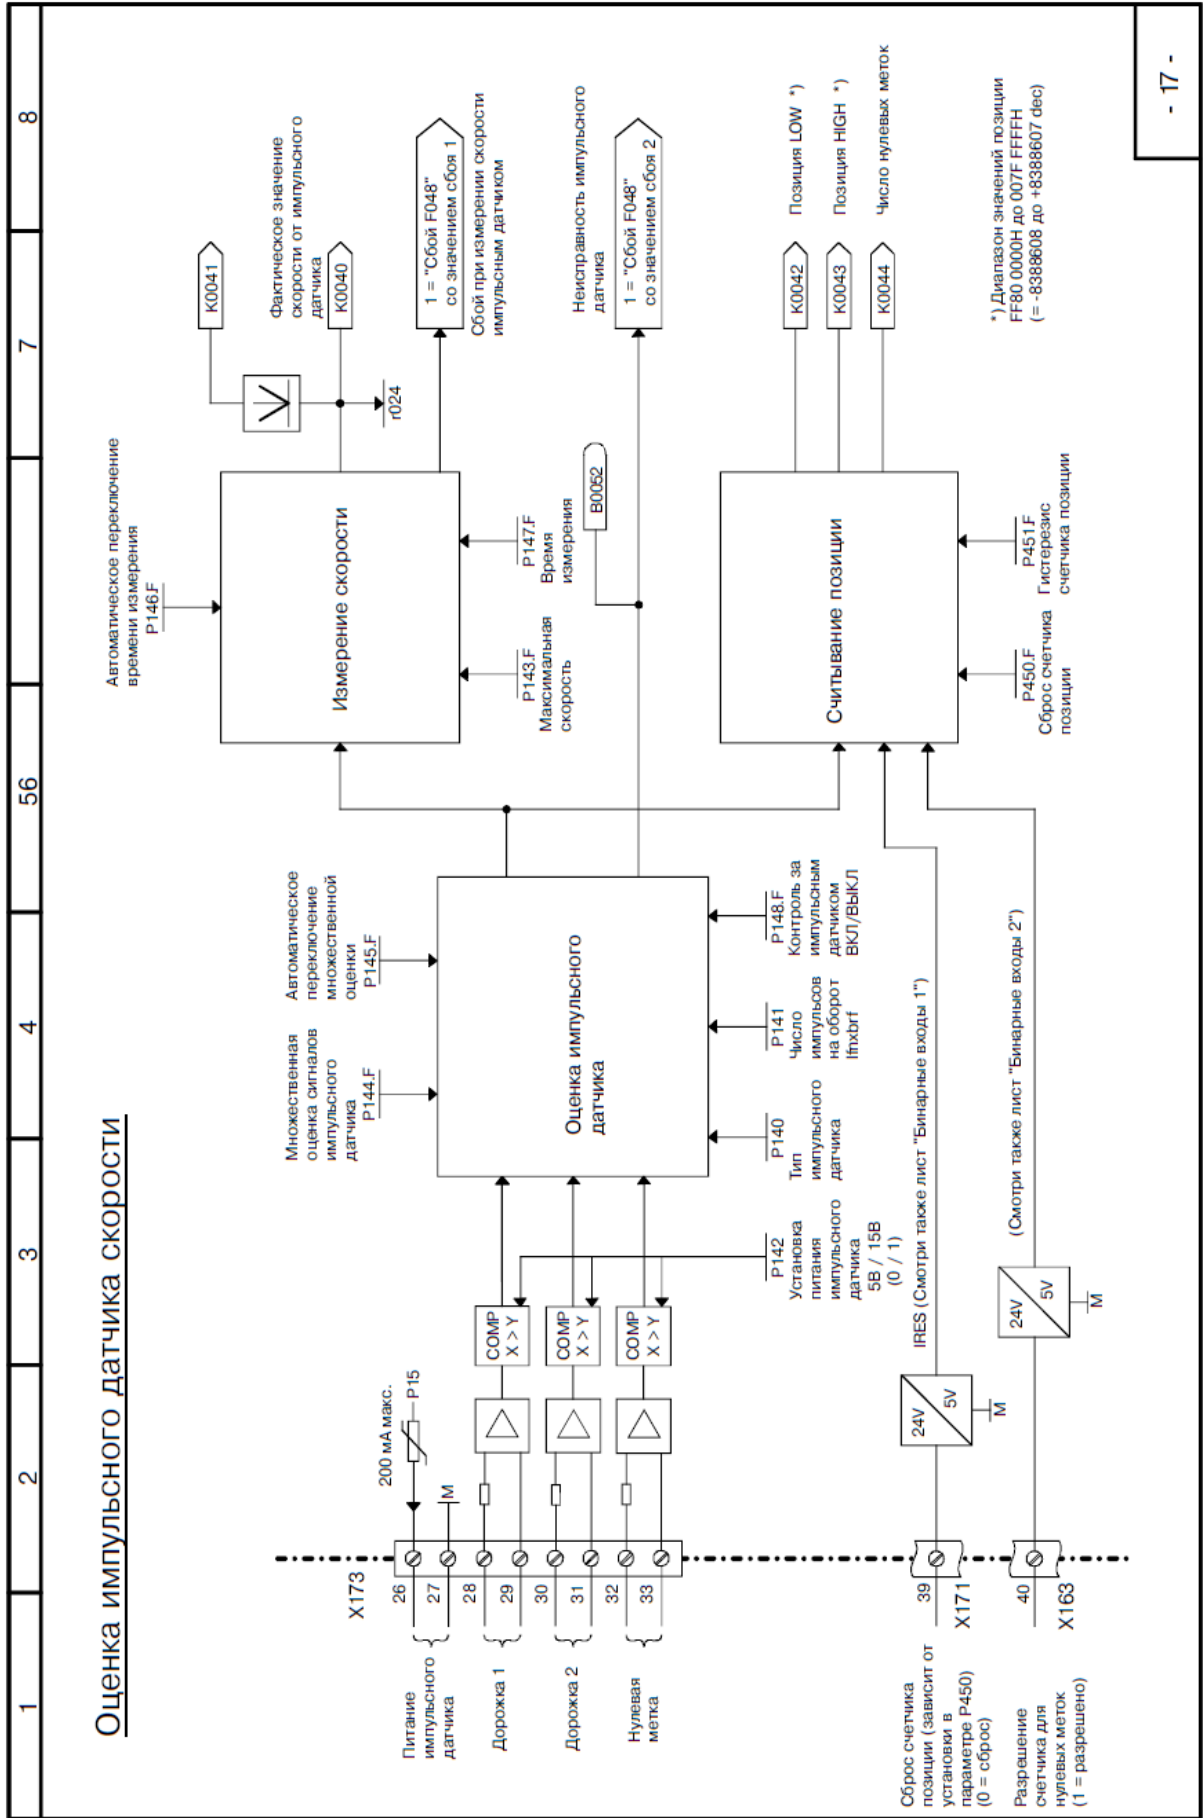 Оценка импульсного датчика скорости
1
2
3
4
56
7
8
- 17 -
Питание
импульсного
датчика
Дорожка 1
Дорожка 2
Нулевая
метка
X173
26
27
28
29
30
31
32
33
200 мА макс.
P15
M
COMP
X > Y
COMP
X > Y
COMP
X > Y
Множественная
оценка сигналов
импульсного
датчика
P144.F
Автоматическое
переключение
множественной
оценки
P145.F
Оценка импульсного
датчика
P142
Установка
питания
импульсного
датчика
5В / 15В
(0 / 1)
P140
Тип
импульсного
датчика
P141
Число
импульсов
на оборот
lfnxbrf
P148.F
Контроль за
импульсным
датчиком
ВКЛ/ВЫКЛ
Автоматическое переключение
времени измерения
P146.F
Измерение скорости
P143.F
Максимальная
скорость
P147.F
Время
измерения
K0041
Фактическое значение
скорости от импульсного
датчика
K0040
r024
1 = "Сбой F048"
со значением сбоя 1
Сбой при измерении скорости
импульсным датчиком
B0052
Неисправность импульсного
датчика
1 = "Сбой F048"
со значением сбоя 2
Считывание позиции
P450.F
Сброс счетчика
позиции
P451.F
Гистерезис
счетчика позиции
K0042
Позиция LOW *)
K0043
Позиция HIGH *)
K0044
Число нулевых меток
*) Диапазон значений позиции
FF80 0000H до 007F FFFFH
(= -8388608 до +8388607 dec)
Сброс счетчика
позиции (зависит от
установки в
параметре P450)
(0 = сброс)
39
X171
24V
5V
M
IRES (Смотри также лист "Бинарные входы 1")
Разрешение
счетчика для
нулевых меток
(1 = разрешено)
40
X163
24V
5V
M
(Смотри также лист "Бинарные входы 2")